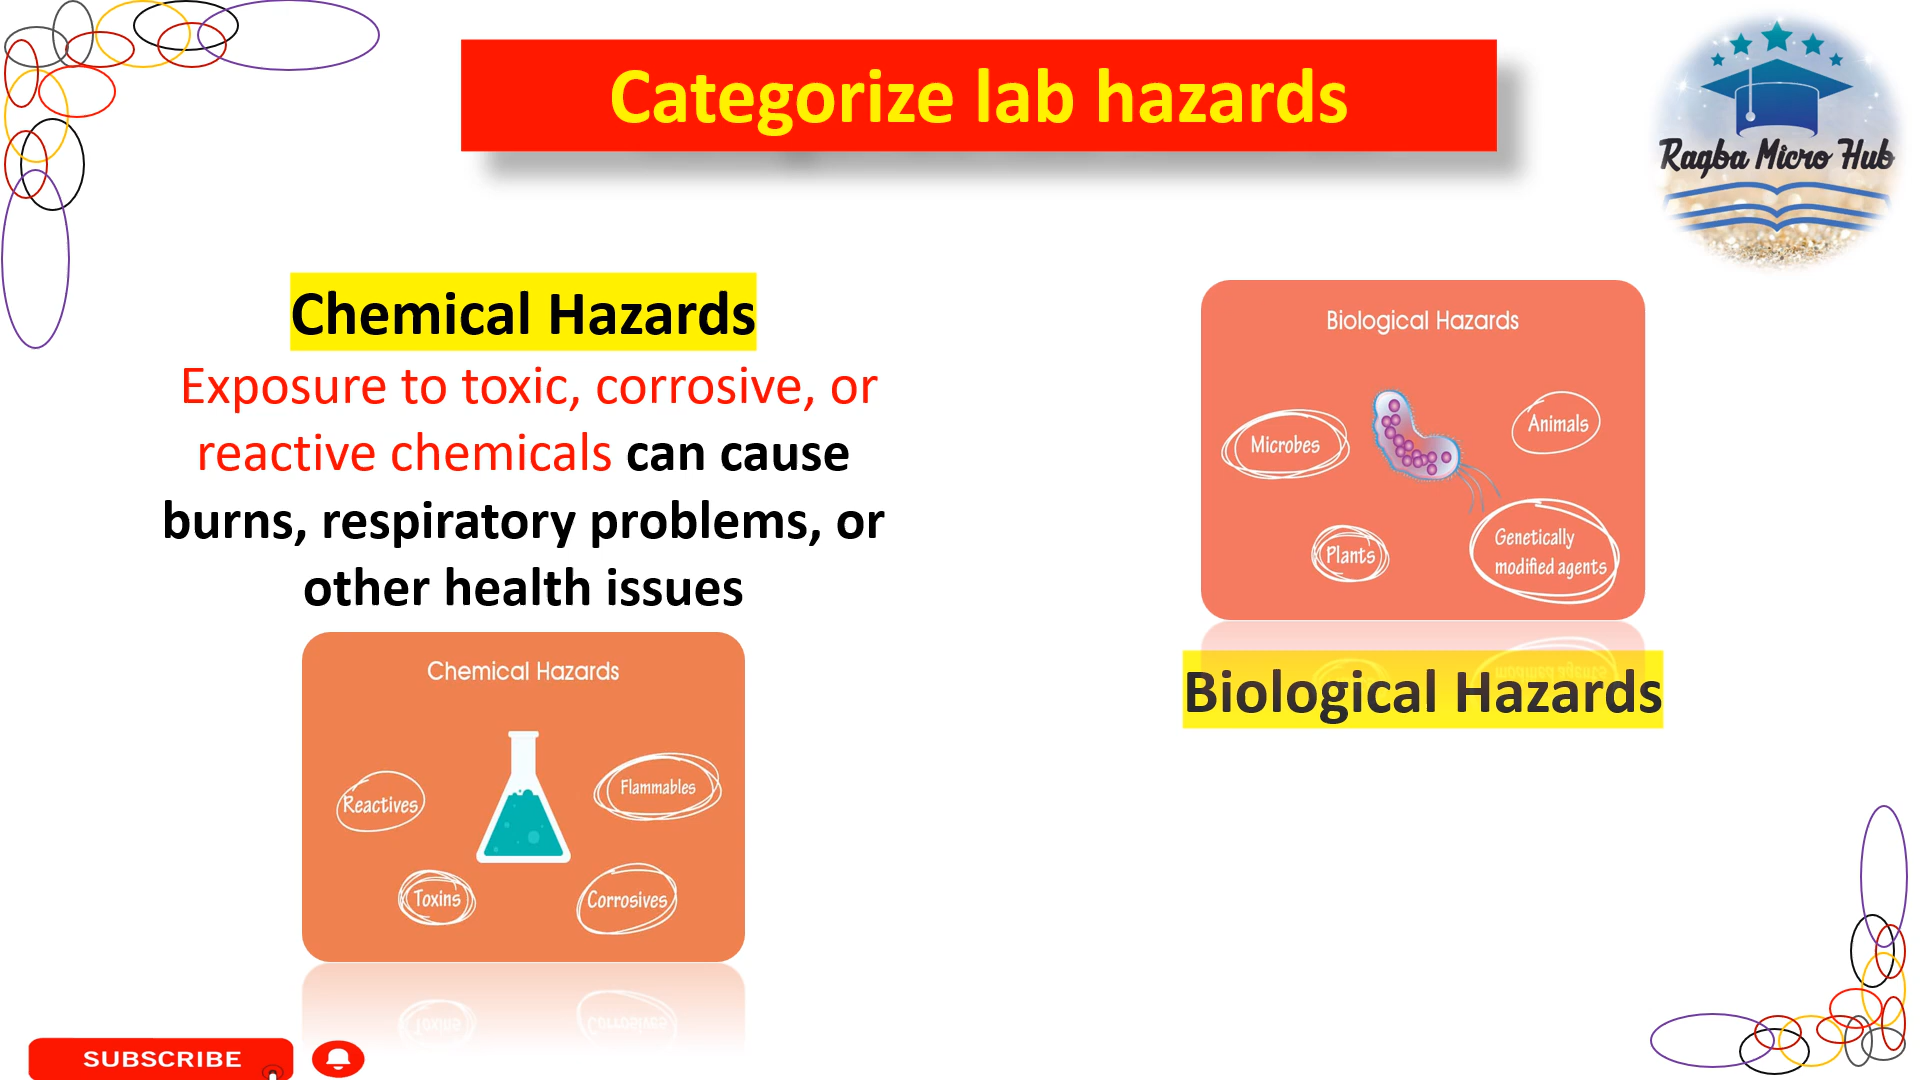 Categorize lab hazards
Ragba Micro Hub
Chemical Hazards
Exposure to toxic, corrosive, or
reactive chemicals can cause
burns, respiratory problems, or
other health issues
Chemical Hazards
Reactives
Flammables
Toxins
Corrosives
Biological Hazards
Microbes
Animals
Plants
Genetically
modified agents
Biological Hazards
SUBSCRIBE